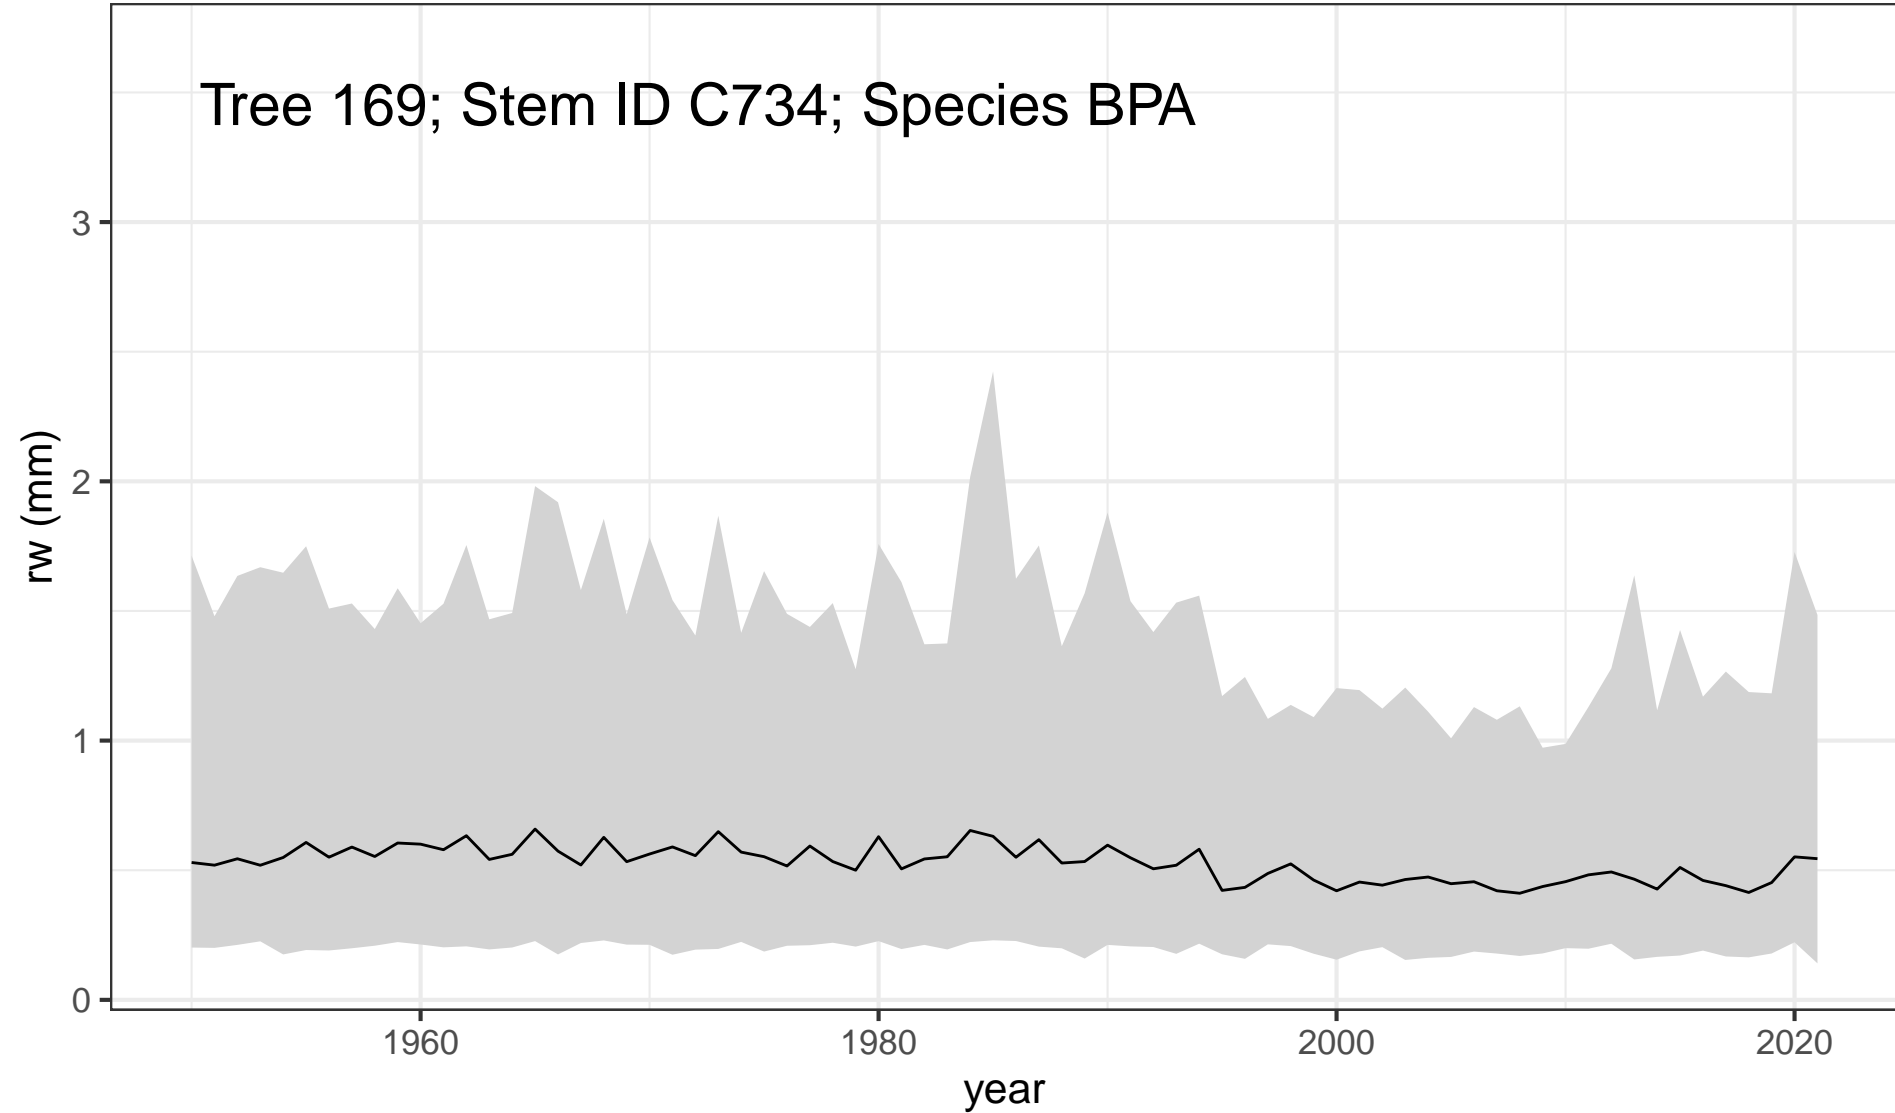 Tree 169; Stem ID C734; Species BPA
3
2
1
0
rw (mm)
1960 1980 2000 2020
year